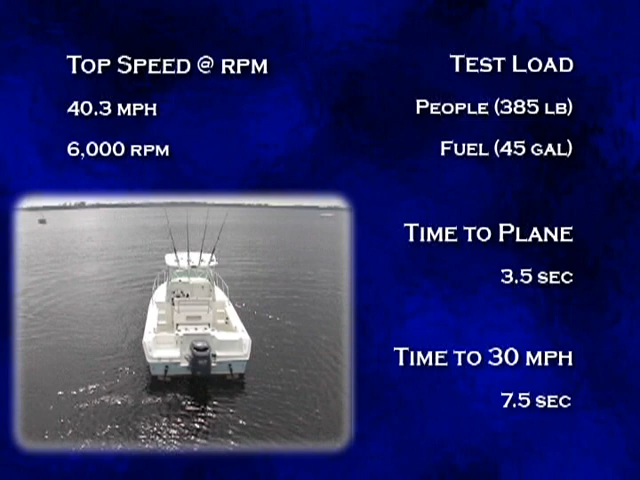 Top Speed @ rpm
40.3 mph
6,000 rpm
Test Load
People (385 lb)
Fuel (45 gal)
Time to Plane
3.5 sec
Time to 30 mph
7.5 sec